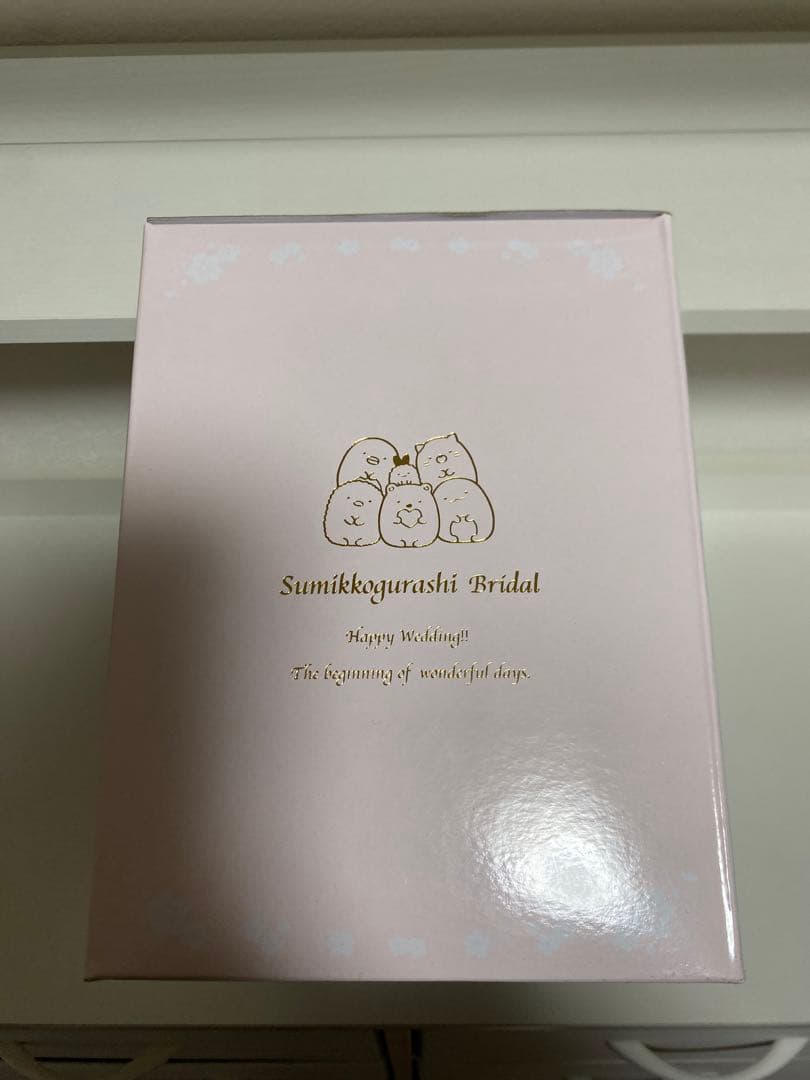 Sumikkogurashi Bridal
Happy Wedding!!
The beginning of wonderful days.